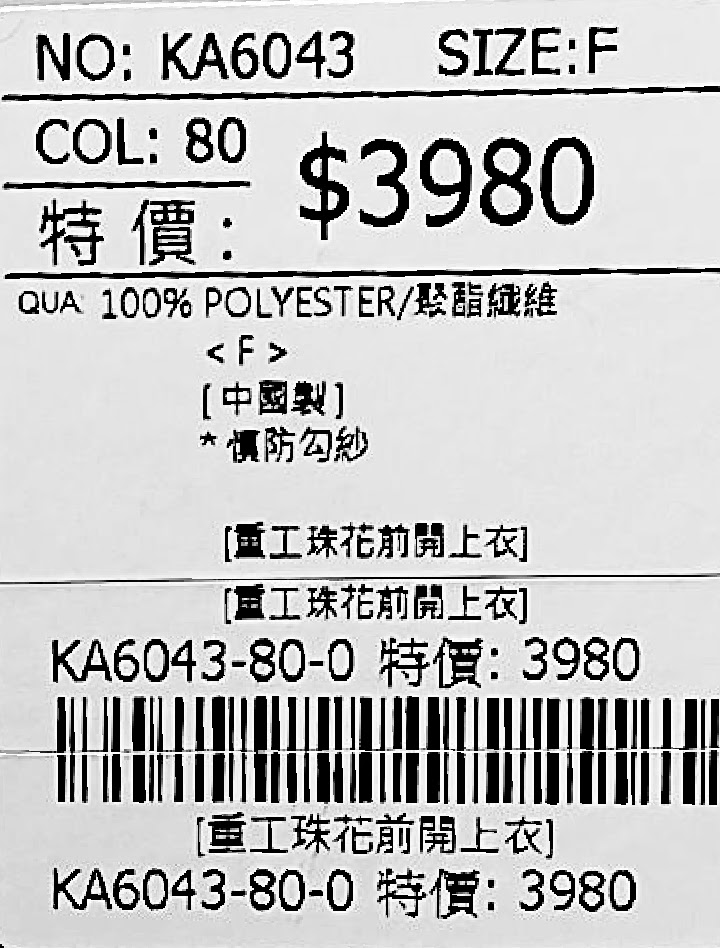 NO: KA6043 SIZE:F
COL: 80
$3980
特價:
QUA: 100% POLYESTER/聚酯纖維
< F >
[中國製]
*慎防勾紗
[重工珠花前開上衣]
[重工珠花前開上衣]
KA6043-80-0 特價: 3980
[重工珠花前開上衣]
KA6043-80-0 特價: 3980